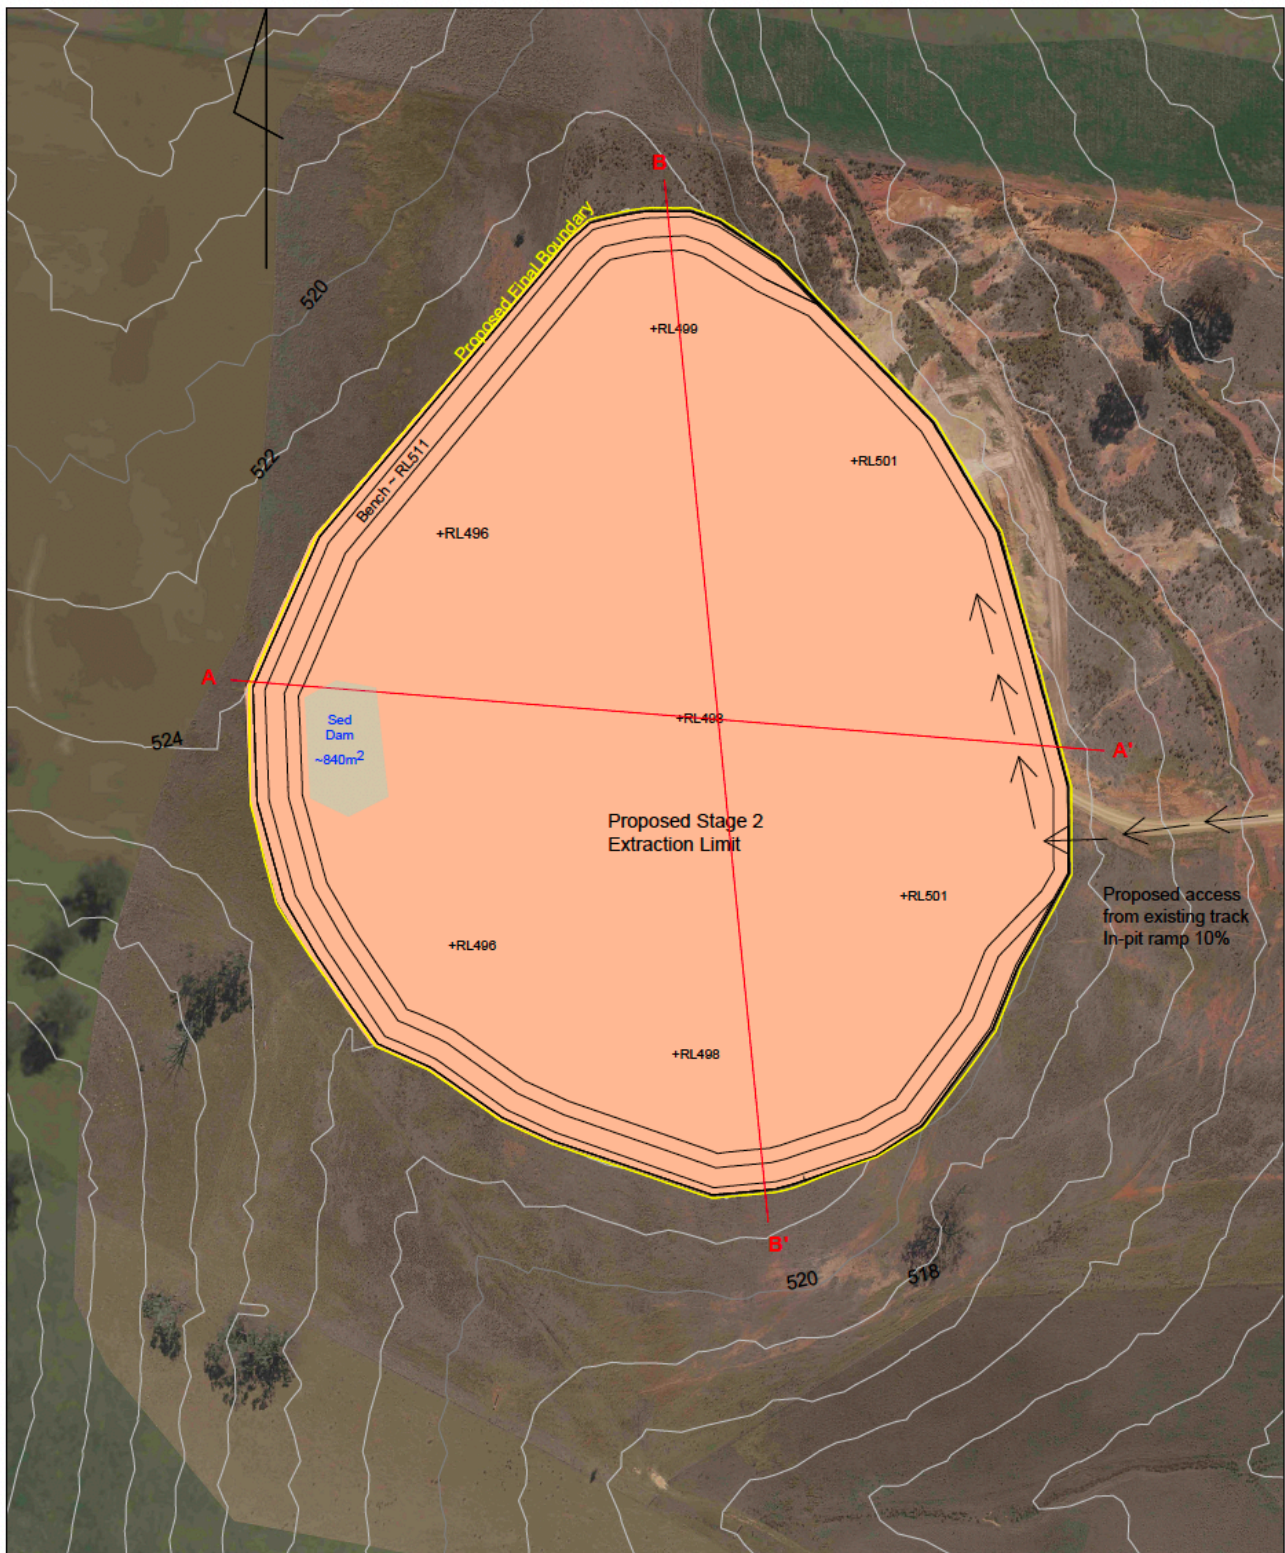 B
Proposed Final Boundary
520
+RL499
522
Bench ~ RL511
+RL501
+RL496
A
Sed
Dam
~840m2
+RL498
524
A'
Proposed Stage 2
Extraction Limit
+RL501
Proposed access
from existing track
In-pit ramp 10%
+RL496
+RL498
B'
520
518